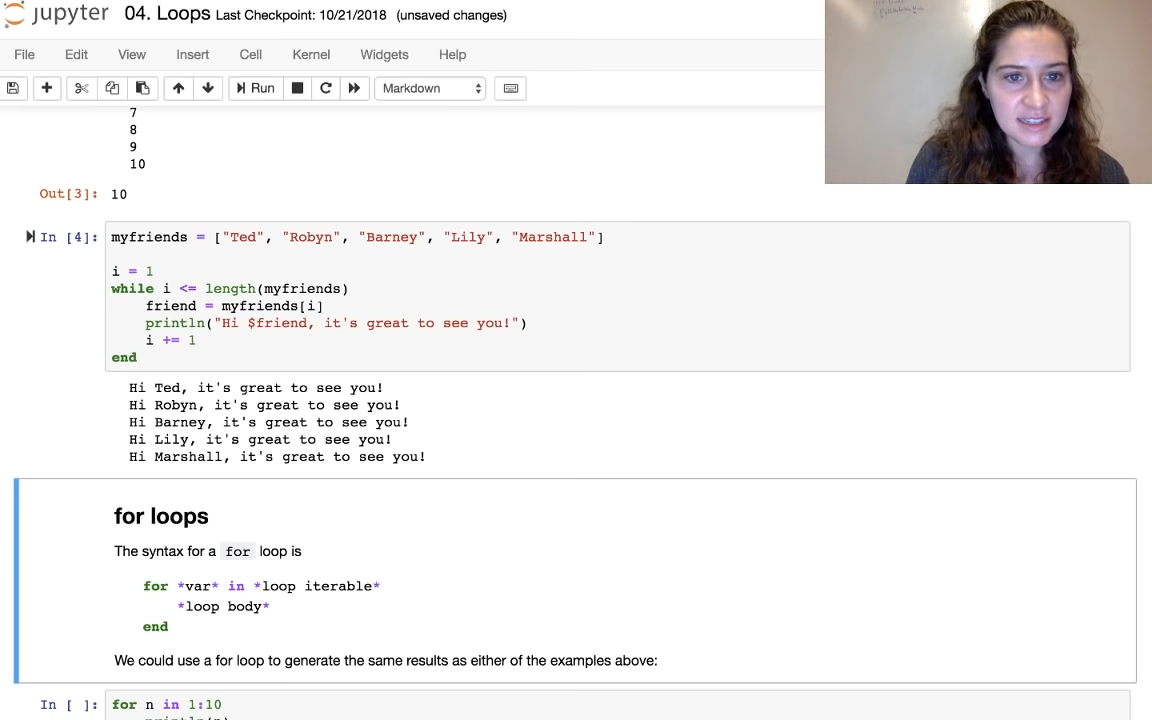 jupyter 04. Loops Last Checkpoint: 10/21/2018 (unsaved changes)
File Edit View Insert Cell Kernel Widgets Help
Run Markdown
7
8
9
10
Out[3]: 10
In [4]: myfriends = ["Ted", "Robyn", "Barney", "Lily", "Marshall"]
i = 1
while i <= length(myfriends)
friend = myfriends[i]
println("Hi $friend, it's great to see you!")
i += 1
end
Hi Ted, it's great to see you!
Hi Robyn, it's great to see you!
Hi Barney, it's great to see you!
Hi Lily, it's great to see you!
Hi Marshall, it's great to see you!
for loops
The syntax for a for loop is
for *var* in *loop iterable*
*loop body*
end
We could use a for loop to generate the same results as either of the examples above:
In [ ]: for n in 1:10